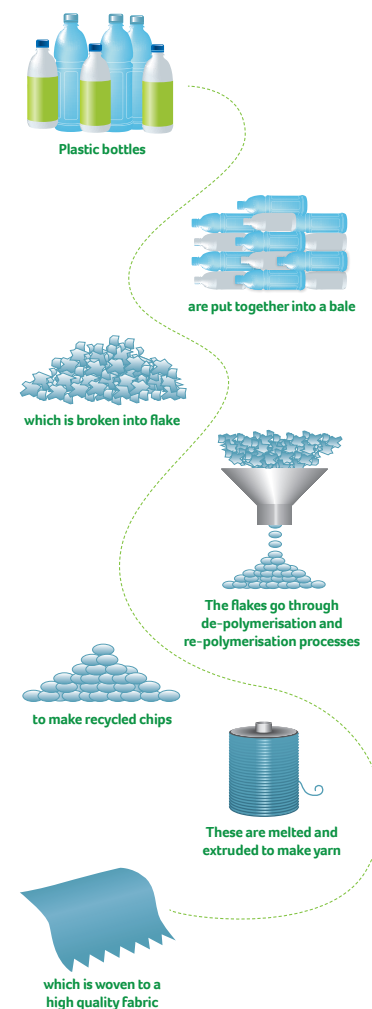 Plastic bottles
are put together into a bale
which is broken into flake
The flakes go through
de-polymerisation and
re-polymerisation processes
to make recycled chips
These are melted and
extruded to make yarn
which is woven to a
high quality fabric